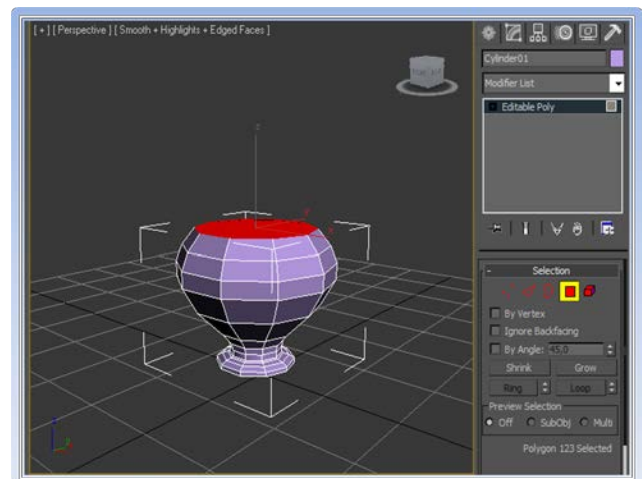 [ + ] [ Perspective ] [ Smooth + Highlights + Edged Faces ]
Cylinder01
Modifier List
Editable Poly
- Selection
By Vertex
Ignore Backfacing
By Angle: 45,0
Shrink Grow
Ring Loop
Preview Selection
Off SubObj Multi
Polygon 123 Selected